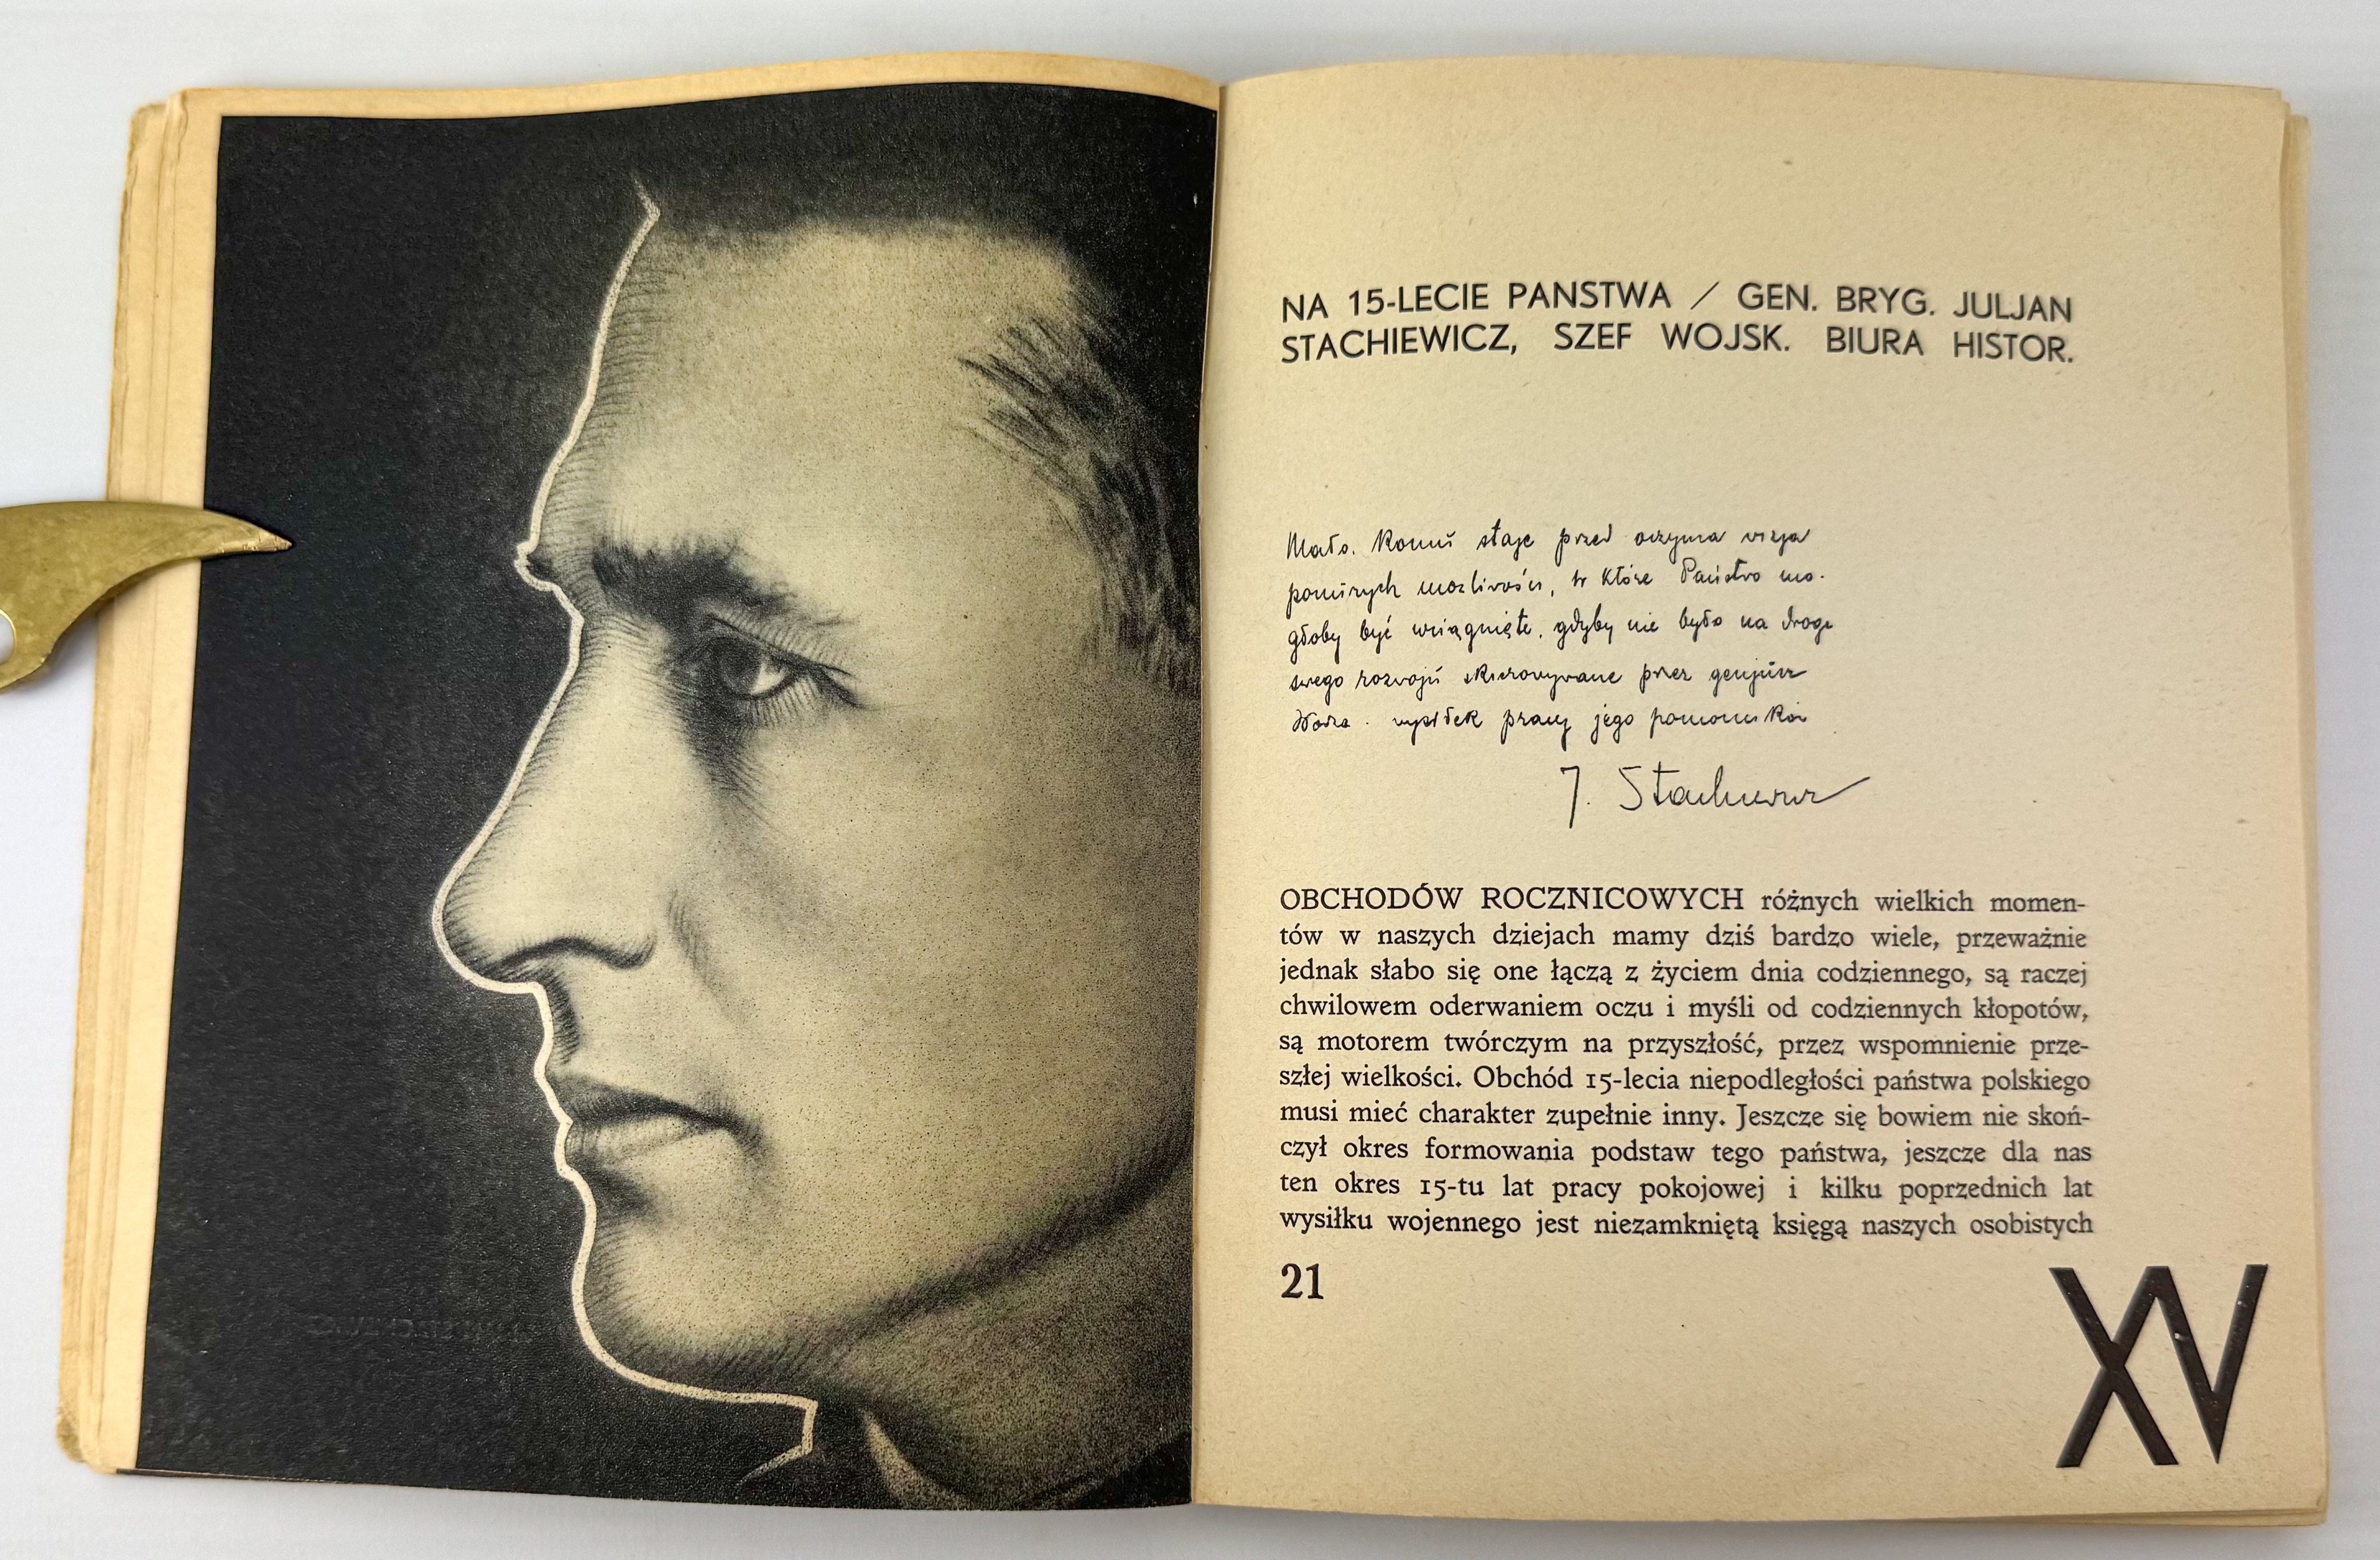 NA 15-LECIE PANSTWA / GEN. BRYG. JULJAN
STACHIEWICZ, SZEF WOJSK. BIURA HISTOR.
Mało. Komuś staje przed oczyma wizja
ponurych możliwości, w które Państwo mo-
głoby być wciągnięte, gdyby nie było na drogę
swego rozwoju skierowywane przez genjusz
Wodza wysiłek pracy jego pomocników
J. Stachiewicz
OBCHODÓW ROCZNICOWYCH różnych wielkich momen-
tów w naszych dziejach mamy dziś bardzo wiele, przeważnie
jednak słabo się one łączą z życiem dnia codziennego, są raczej
chwilowem oderwaniem oczu i myśli od codziennych kłopotów,
są motorem twórczym na przyszłość, przez wspomnienie prze-
szłej wielkości. Obchód 15-lecia niepodległości państwa polskiego
musi mieć charakter zupełnie inny. Jeszcze się bowiem nie skoń-
czył okres formowania podstaw tego państwa, jeszcze dla nas
ten okres 15-tu lat pracy pokojowej i kilku poprzednich lat
wysiłku wojennego jest niezamkniętą księgą naszych osobistych
21
XV